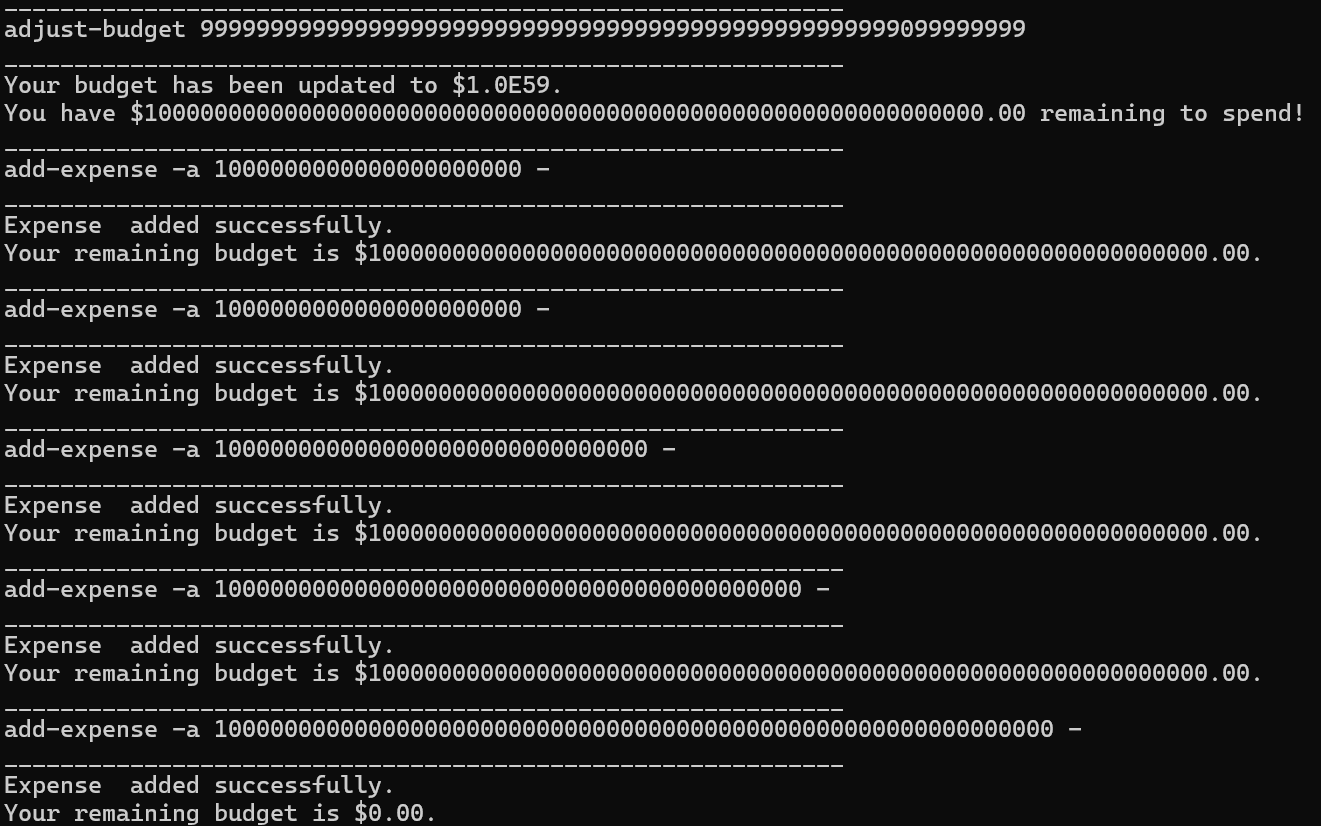 ____________________________________________________________
adjust-budget 99999999999999999999999999999999999999999999999999099999999
____________________________________________________________
Your budget has been updated to $1.0E59.
You have $100000000000000000000000000000000000000000000000000000000000.00 remaining to spend!
____________________________________________________________
add-expense -a 1000000000000000000000 -
____________________________________________________________
Expense  added successfully.
Your remaining budget is $100000000000000000000000000000000000000000000000000000000000.00.
____________________________________________________________
add-expense -a 1000000000000000000000 -
____________________________________________________________
Expense  added successfully.
Your remaining budget is $100000000000000000000000000000000000000000000000000000000000.00.
____________________________________________________________
add-expense -a 1000000000000000000000000000000 -
____________________________________________________________
Expense  added successfully.
Your remaining budget is $100000000000000000000000000000000000000000000000000000000000.00.
____________________________________________________________
add-expense -a 100000000000000000000000000000000000000000 -
____________________________________________________________
Expense  added successfully.
Your remaining budget is $100000000000000000000000000000000000000000000000000000000000.00.
____________________________________________________________
add-expense -a 100000000000000000000000000000000000000000000000000000000000 -
____________________________________________________________
Expense  added successfully.
Your remaining budget is $0.00.